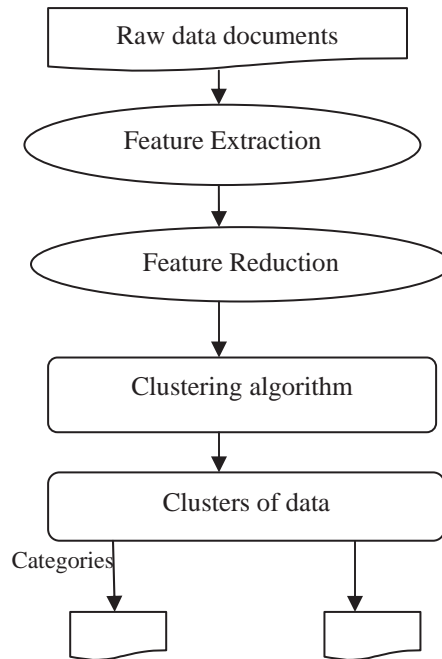 Raw data documents
Feature Extraction
Feature Reduction
Clustering algorithm
Clusters of data
Categories